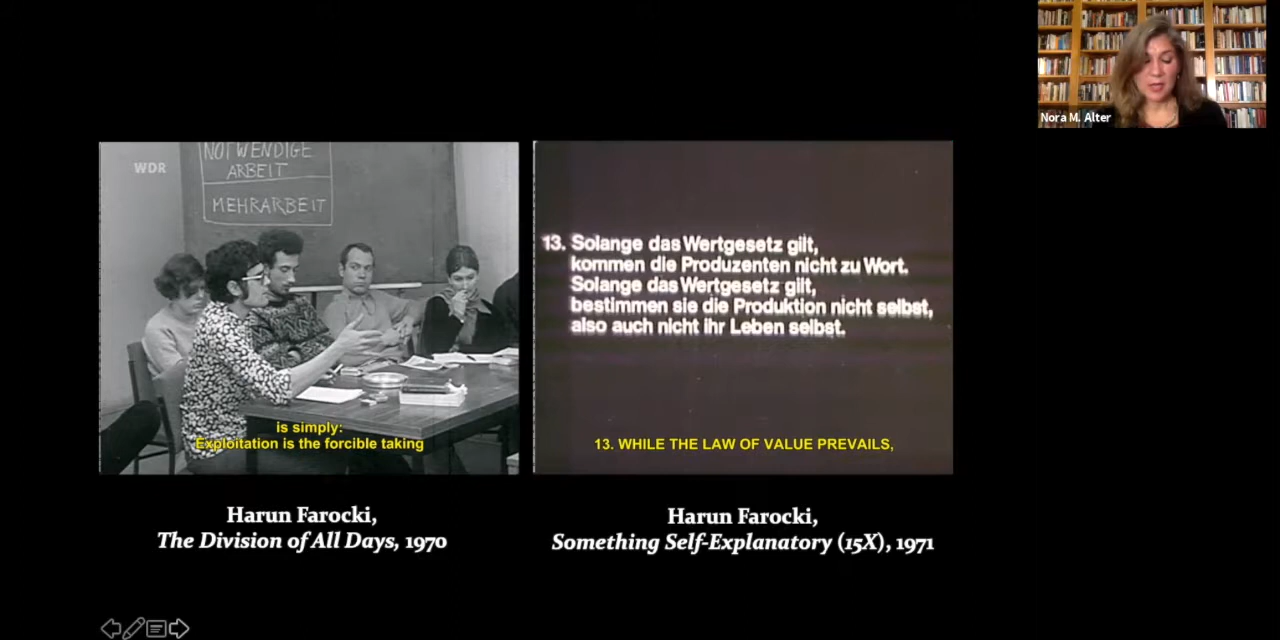 NOTWENDIGE
ARBEIT
MEHRARBEIT
WDR
is simply:
Exploitation is the forcible taking
13. Solange das Wertgesetz gilt,
kommen die Produzenten nicht zu Wort.
Solange das Wertgesetz gilt,
bestimmen sie die Produktion nicht selbst,
also auch nicht ihr Leben selbst.
13. WHILE THE LAW OF VALUE PREVAILS,
Harun Farocki,
The Division of All Days, 1970
Harun Farocki,
Something Self-Explanatory (15X), 1971
Nora M. Alter